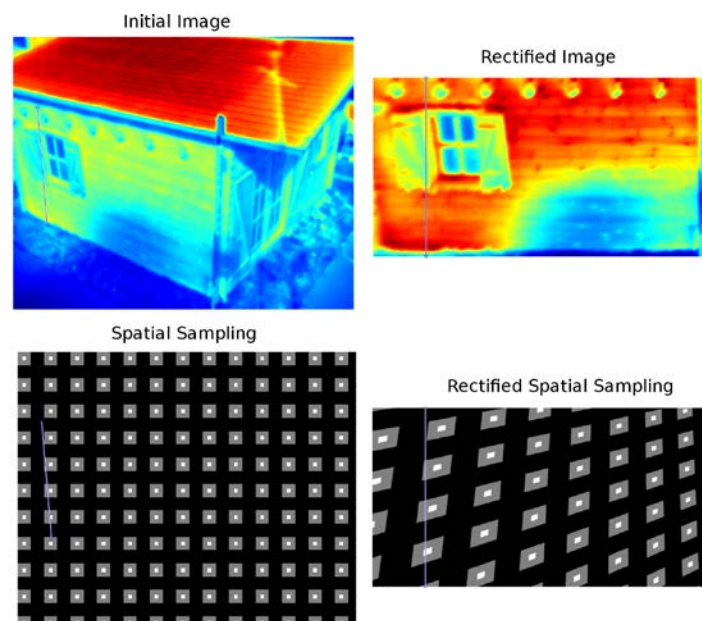 Initial Image
Rectified Image
Spatial Sampling
Rectified Spatial Sampling